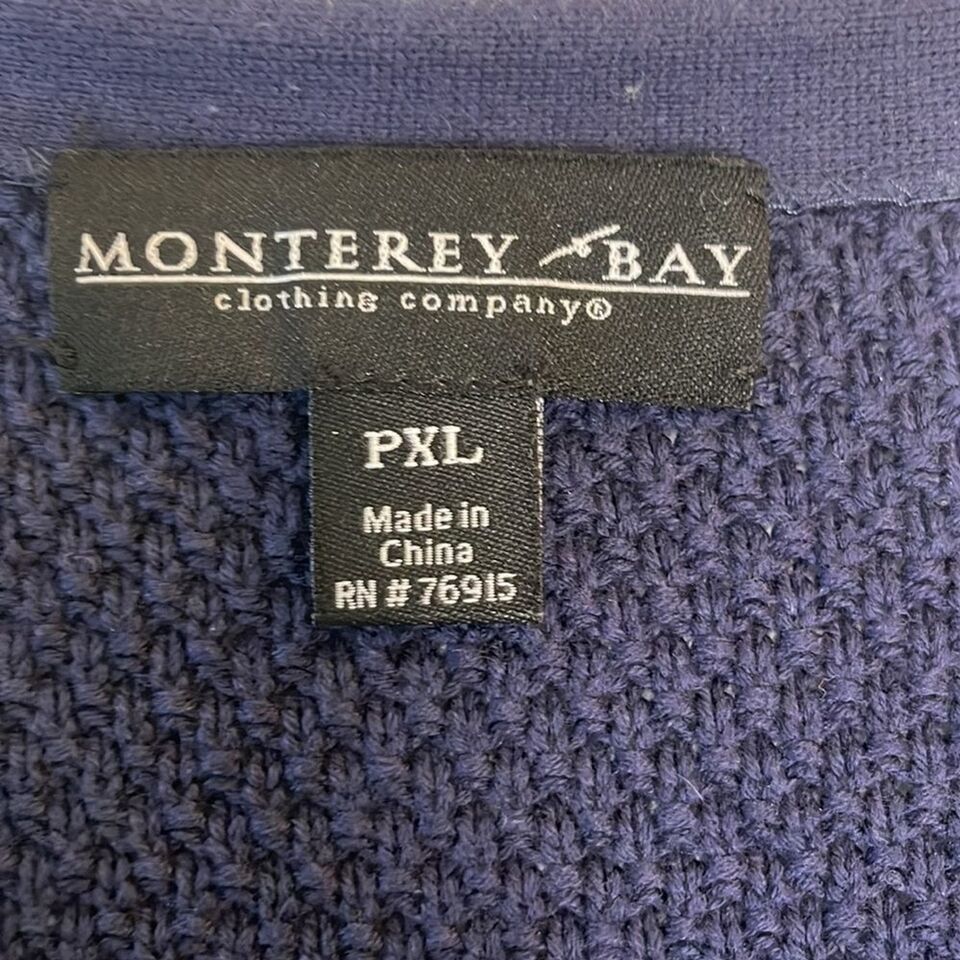 MONTEREY BAY
clothing company®
PXL
Made in
China
RN # 76915